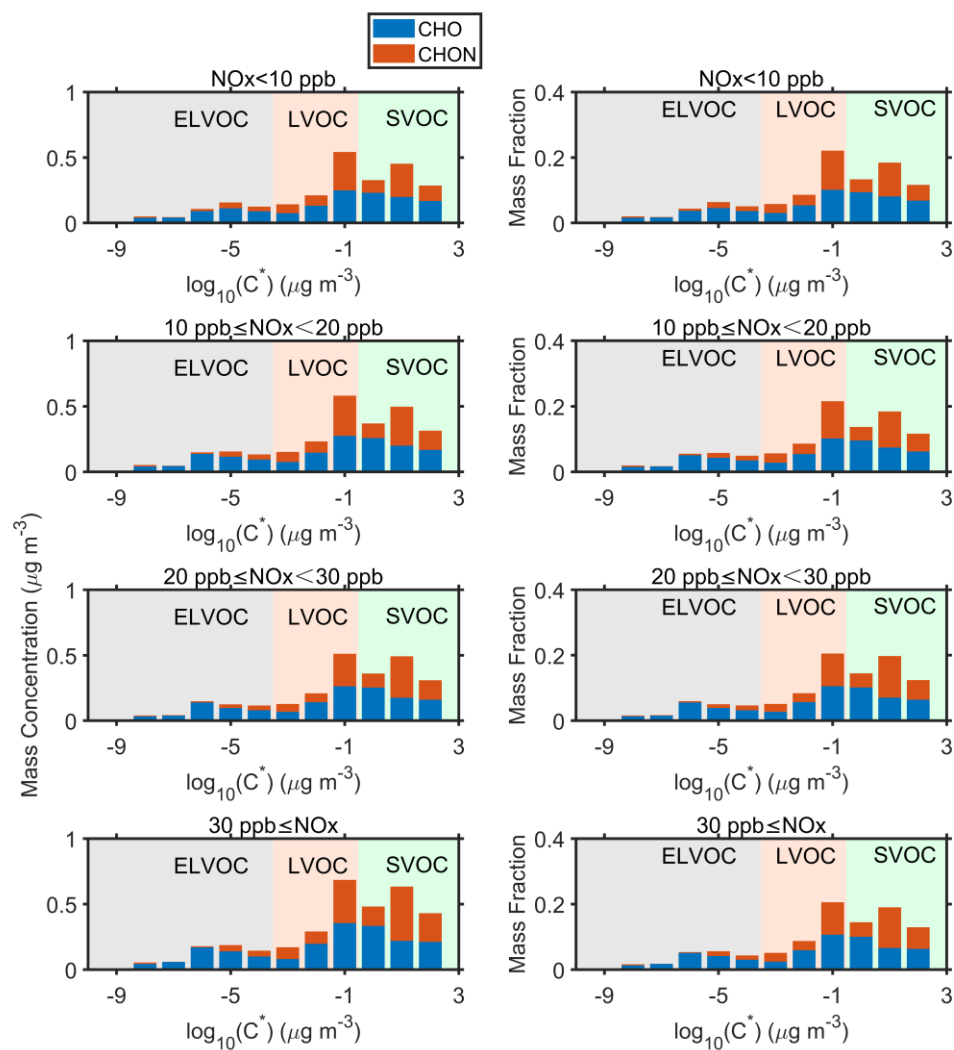 CHO
CHON
NOx<10 ppb
1
0.5
0
ELVOC LVOC SVOC
-9 -5 -1 3
log10(C*) (μg m-3)
NOx<10 ppb
Mass Fraction
0.4
0.2
0
ELVOC LVOC SVOC
-9 -5 -1 3
log10(C*) (μg m-3)
10 ppb≤NOx<20 ppb
1
0.5
0
ELVOC LVOC SVOC
-9 -5 -1 3
log10(C*) (μg m-3)
10 ppb≤NOx<20 ppb
Mass Fraction
0.4
0.2
0
ELVOC LVOC SVOC
-9 -5 -1 3
log10(C*) (μg m-3)
Mass Concentration (μg m-3)
20 ppb≤NOx<30 ppb
1
0.5
0
ELVOC LVOC SVOC
-9 -5 -1 3
log10(C*) (μg m-3)
20 ppb≤NOx<30 ppb
Mass Fraction
0.4
0.2
0
ELVOC LVOC SVOC
-9 -5 -1 3
log10(C*) (μg m-3)
30 ppb≤NOx
1
0.5
0
ELVOC LVOC SVOC
-9 -5 -1 3
log10(C*) (μg m-3)
30 ppb≤NOx
Mass Fraction
0.4
0.2
0
ELVOC LVOC SVOC
-9 -5 -1 3
log10(C*) (μg m-3)